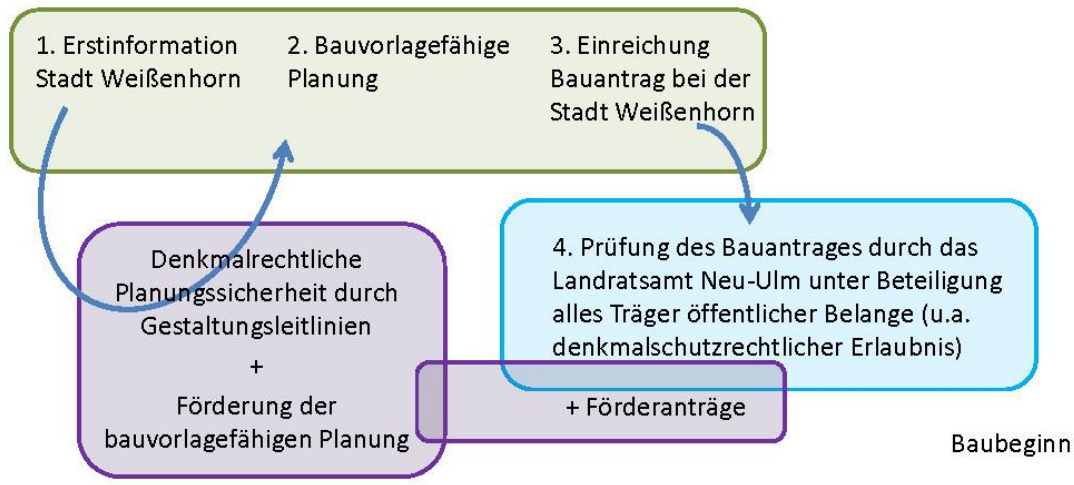 1. Erstinformation
Stadt Weißenhorn
2. Bauvorlagefähige
Planung
3. Einreichung
Bauantrag bei der
Stadt Weißenhorn
Denkmalrechtliche
Planungssicherheit durch
Gestaltungsleitlinien
+
Förderung der
bauvorlagefähigen Planung
4. Prüfung des Bauantrages durch das
Landratsamt Neu-Ulm unter Beteiligung
alles Träger öffentlicher Belange (u.a.
denkmalschutzrechtlicher Erlaubnis)
+ Förderanträge
Baubeginn